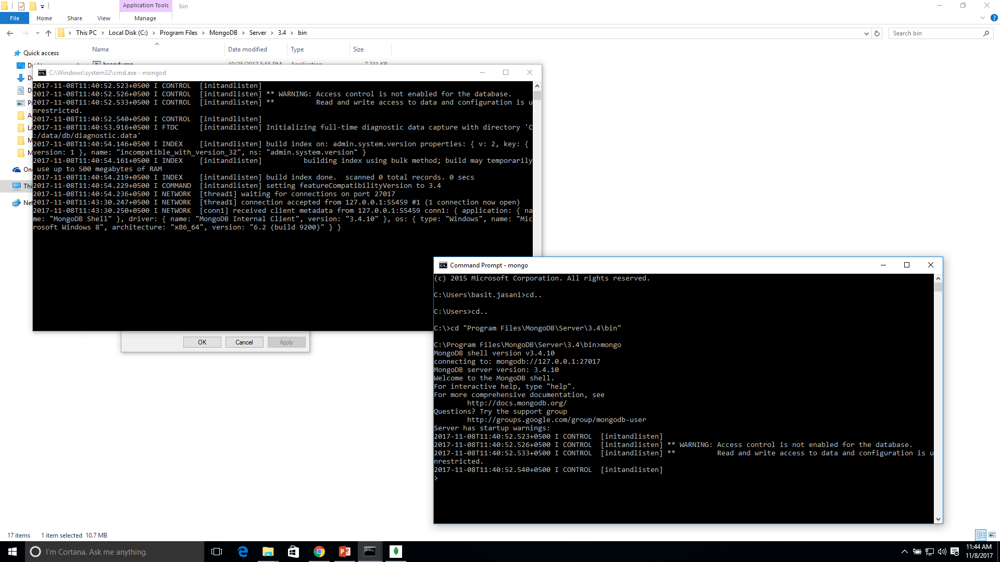 Application Tools
bin
File
Home
Share
View
Manage
This PC
Local Disk (C:)
Program Files
MongoDB
Server
3.4
bin
Search bin
Name
Date modified
Type
Size
Quick access
C:\Windows\system32\cmd.exe - mongod
2017-11-08T11:40:52.523+0500 I CONTROL  [initandlisten]
2017-11-08T11:40:52.526+0500 I CONTROL  [initandlisten] ** WARNING: Access control is not enabled for the database.
2017-11-08T11:40:52.533+0500 I CONTROL  [initandlisten] **          Read and write access to data and configuration is u
nrestricted.
2017-11-08T11:40:52.540+0500 I CONTROL  [initandlisten]
2017-11-08T11:40:53.916+0500 I FTDC     [initandlisten] Initializing full-time diagnostic data capture with directory 'C
:/data/db/diagnostic.data'
2017-11-08T11:40:54.146+0500 I INDEX    [initandlisten] build index on: admin.system.version properties: { v: 2, key: {
version: 1 }, name: "incompatible_with_version_32", ns: "admin.system.version" }
2017-11-08T11:40:54.161+0500 I INDEX    [initandlisten]          building index using bulk method; build may temporarily
 use up to 500 megabytes of RAM
2017-11-08T11:40:54.219+0500 I INDEX    [initandlisten] build index done.  scanned 0 total records. 0 secs
2017-11-08T11:40:54.229+0500 I COMMAND  [initandlisten] setting featureCompatibilityVersion to 3.4
2017-11-08T11:40:54.236+0500 I NETWORK  [thread1] waiting for connections on port 27017
2017-11-08T11:43:30.247+0500 I NETWORK  [thread1] connection accepted from 127.0.0.1:55459 #1 (1 connection now open)
2017-11-08T11:43:30.250+0500 I NETWORK  [conn1] received client metadata from 127.0.0.1:55459 conn1: { application: { na
me: "MongoDB Shell" }, driver: { name: "MongoDB Internal Client", version: "3.4.10" }, os: { type: "Windows", name: "Mic
rosoft Windows 8", architecture: "x86_64", version: "6.2 (build 9200)" } }
OK
Cancel
Apply
Command Prompt - mongo
(c) 2015 Microsoft Corporation. All rights reserved.
C:\Users\basit.jasani>cd..
C:\Users>cd..
C:\>cd "Program Files\MongoDB\Server\3.4\bin"
C:\Program Files\MongoDB\Server\3.4\bin>mongo
MongoDB shell version v3.4.10
connecting to: mongodb://127.0.0.1:27017
MongoDB server version: 3.4.10
Welcome to the MongoDB shell.
For interactive help, type "help".
For more comprehensive documentation, see
        http://docs.mongodb.org/
Questions? Try the support group
        http://groups.google.com/group/mongodb-user
Server has startup warnings:
2017-11-08T11:40:52.523+0500 I CONTROL  [initandlisten]
2017-11-08T11:40:52.526+0500 I CONTROL  [initandlisten] ** WARNING: Access control is not enabled for the database.
2017-11-08T11:40:52.533+0500 I CONTROL  [initandlisten] **          Read and write access to data and configuration is u
nrestricted.
2017-11-08T11:40:52.540+0500 I CONTROL  [initandlisten]
>
17 items
1 item selected  10.7 MB
I'm Cortana. Ask me anything.
11:44 AM
11/8/2017